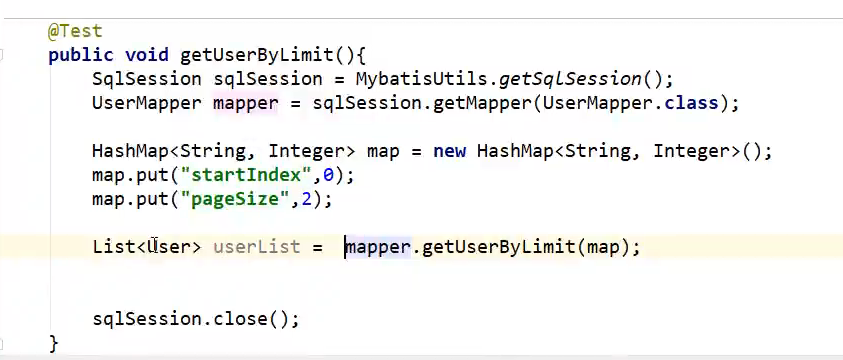 @Test
public void getUserByLimit(){
SqlSession sqlSession = MybatisUtils.getSqlSession();
UserMapper mapper = sqlSession.getMapper(UserMapper.class);
HashMap<String, Integer> map = new HashMap<String, Integer>();
map.put("startIndex",0);
map.put("pageSize",2);
List<User> userList =  mapper.getUserByLimit(map);
sqlSession.close();
}